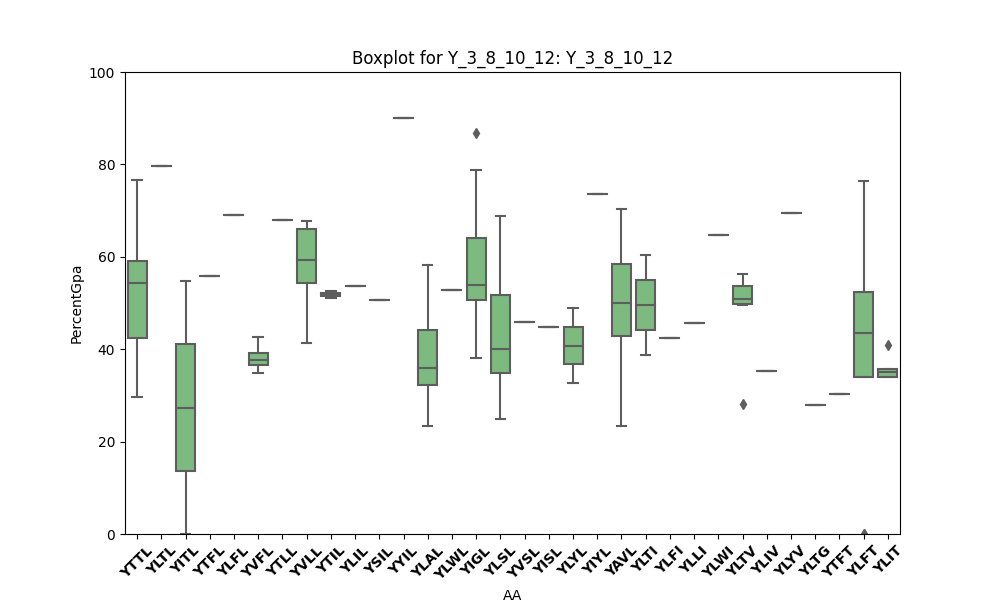 Boxplot for Y_3_8_10_12: Y_3_8_10_12
100
80
60
40
20
0
PercentGpa
YTTL YLTL YITL YTFL YLFL YVFL YTLL YVLL YTIL YLIL YSIL YYIL YLAL YLWL YIGL YLSL YVSL YISL YLYL YIYL YAVL YLTI YLFI YLLI YLWI YLTV YLIV YLYV YLTG YTFT YLFT YLIT
AA